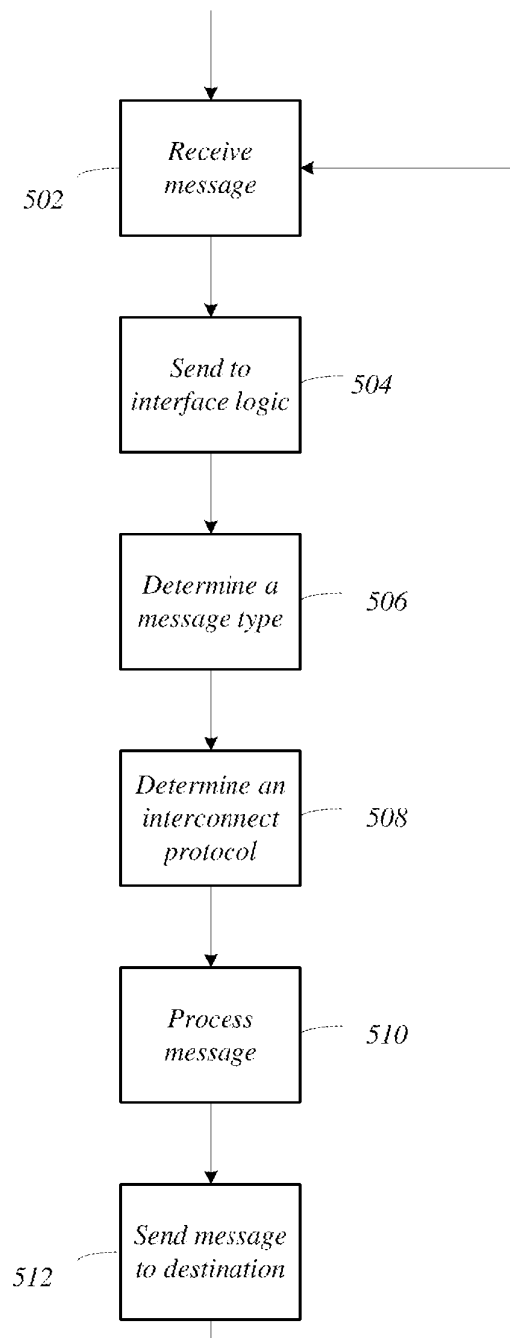 Receive
message
502
Send to
interface logic
504
Determine a
message type
506
Determine an
interconnect
protocol
508
Process
message
510
Send message
to destination
512